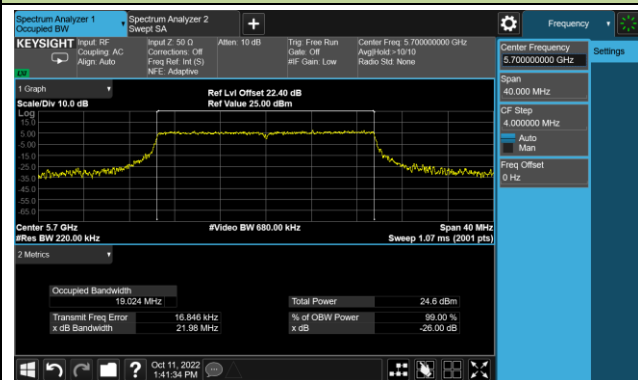 Spectrum Analyzer 1
Occupied BW
Spectrum Analyzer 2
Swept SA
Frequency
KEYSIGHT
Input: RF
Coupling: AC
Align: Auto
Input Z: 50 Ω
Corrections: Off
Freq Ref: Int (S)
NFE: Adaptive
Atten: 10 dB
Trig: Free Run
Gate: Off
#IF Gain: Low
Center Freq: 5.700000000 GHz
Avg|Hold:>10/10
Radio Std: None
Center Frequency
5.700000000 GHz
Settings
Span
40.000 MHz
CF Step
4.000000 MHz
Auto
Man
Freq Offset
0 Hz
1 Graph
Scale/Div 10.0 dB
Ref Lvl Offset 22.40 dB
Ref Value 25.00 dBm
Log
15.0
5.00
-5.00
-15.0
-25.0
-35.0
-45.0
-55.0
-65.0
Center 5.7 GHz
#Video BW 680.00 kHz
Span 40 MHz
#Res BW 220.00 kHz
Sweep 1.07 ms (2001 pts)
2 Metrics
Occupied Bandwidth
19.024 MHz
Total Power
24.6 dBm
Transmit Freq Error
16.846 kHz
% of OBW Power
99.00 %
x dB Bandwidth
21.98 MHz
x dB
-26.00 dB
Oct 11, 2022
1:41:34 PM